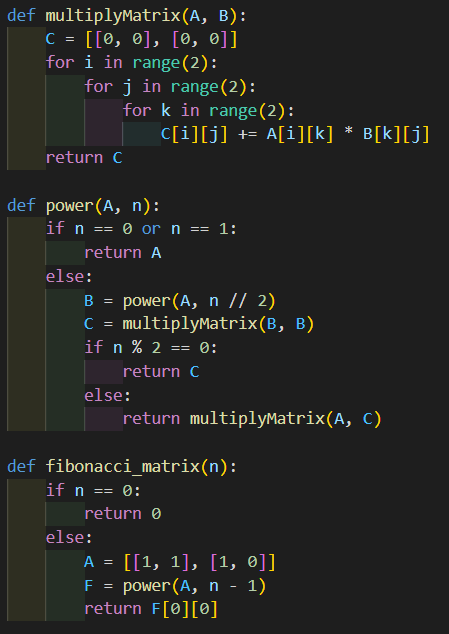 def multiplyMatrix(A, B):
    C = [[0, 0], [0, 0]]
    for i in range(2):
        for j in range(2):
            for k in range(2):
                C[i][j] += A[i][k] * B[k][j]
    return C

def power(A, n):
    if n == 0 or n == 1:
        return A
    else:
        B = power(A, n // 2)
        C = multiplyMatrix(B, B)
        if n % 2 == 0:
            return C
        else:
            return multiplyMatrix(A, C)

def fibonacci_matrix(n):
    if n == 0:
        return 0
    else:
        A = [[1, 1], [1, 0]]
        F = power(A, n - 1)
        return F[0][0]